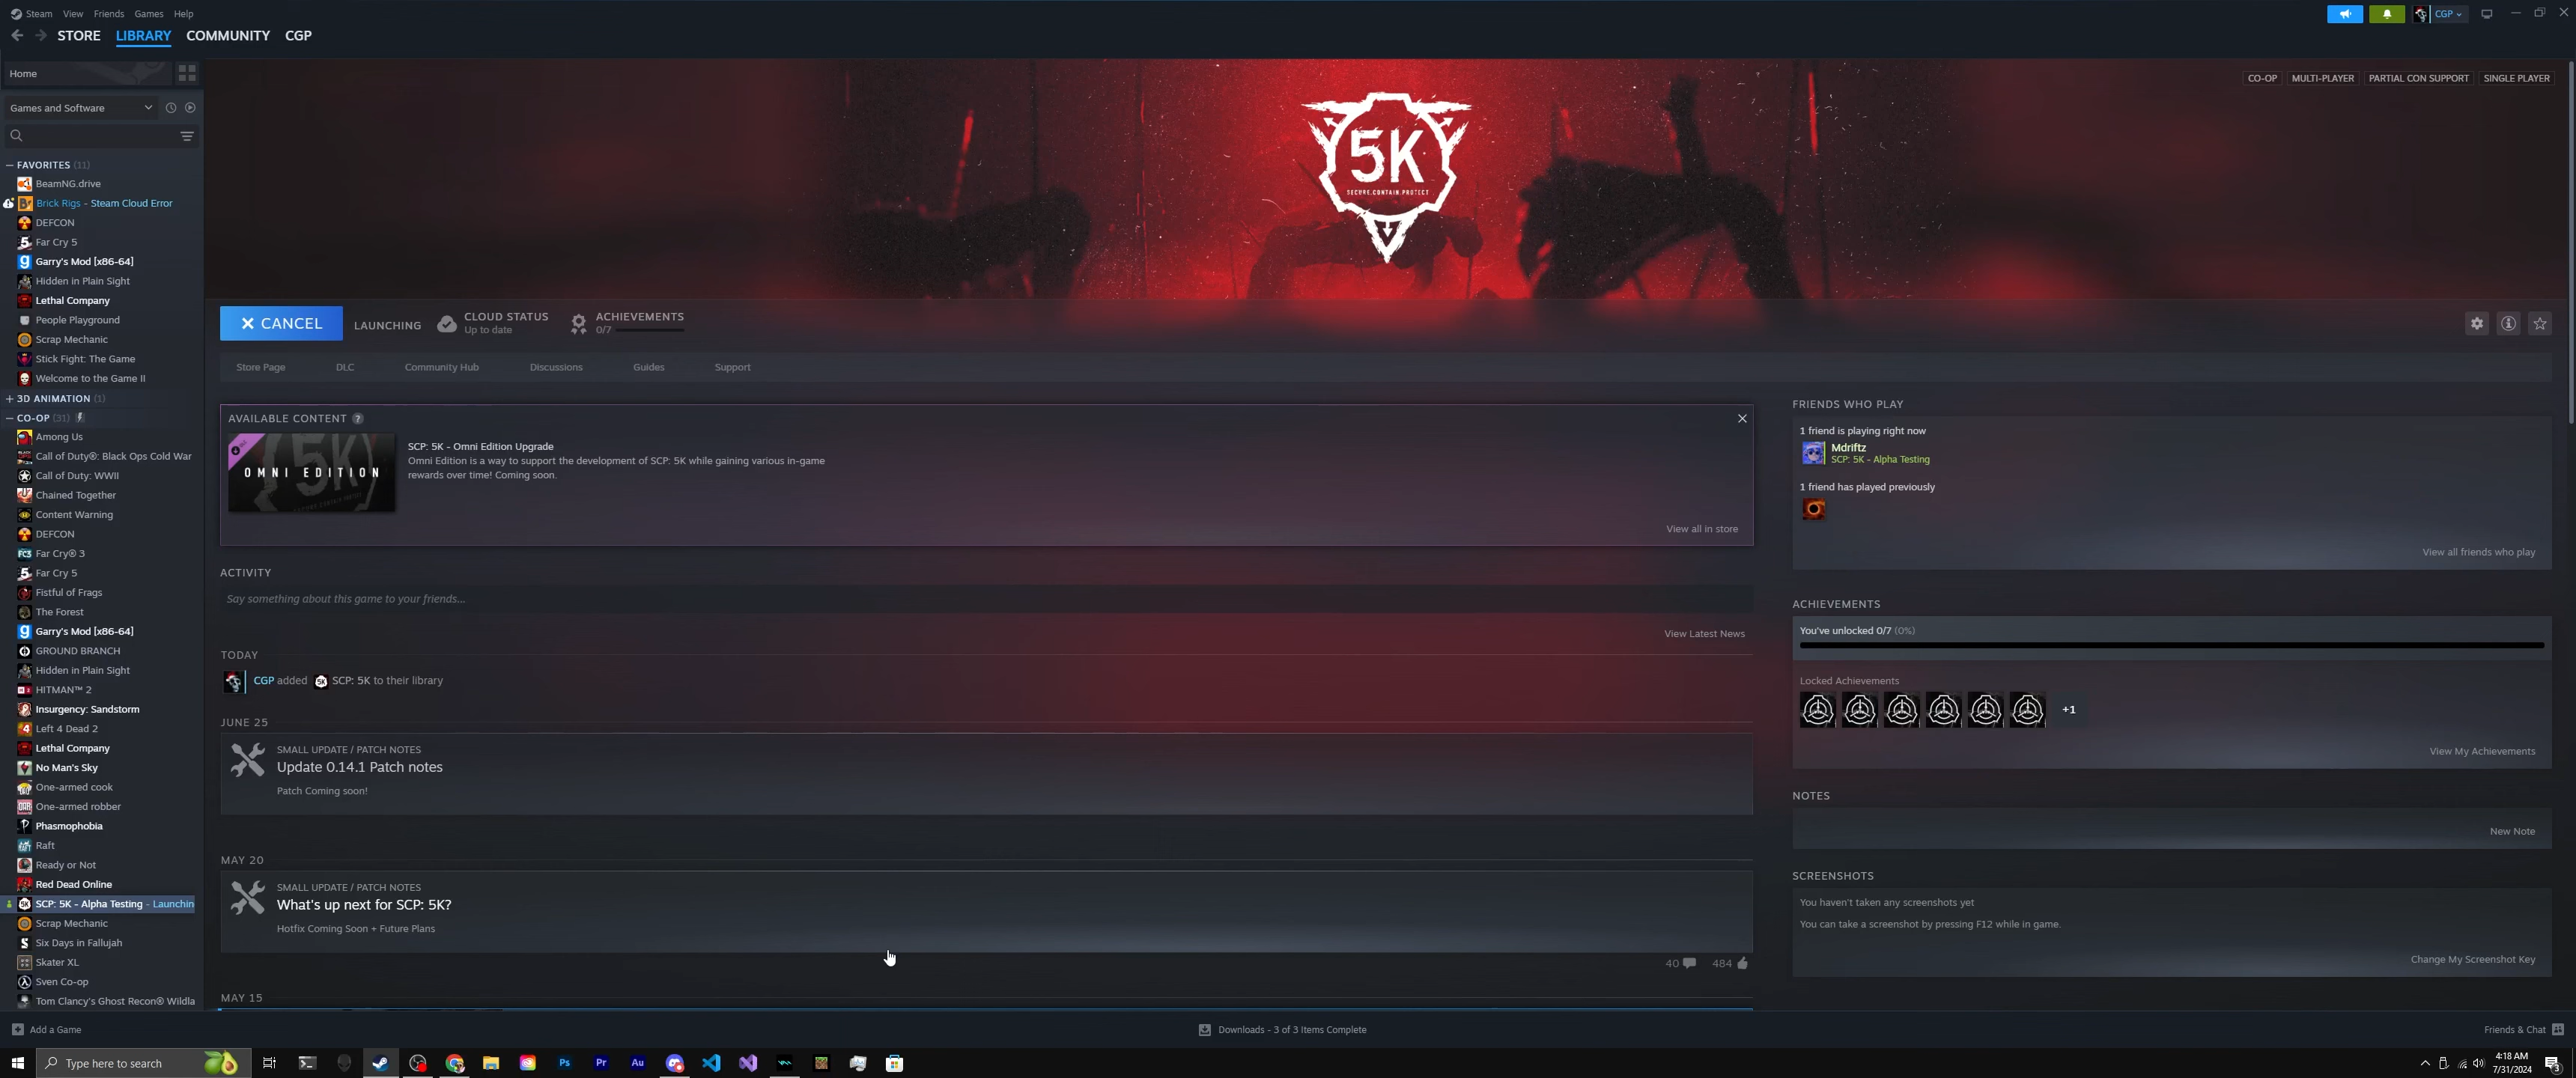 Steam View Friends Games Help
CGP
STORE LIBRARY COMMUNITY CGP
Home
Games and Software
FAVORITES (11)
BeamNG.drive
Brick Rigs - Steam Cloud Error
DEFCON
Far Cry 5
Garry's Mod [x86-64]
Hidden in Plain Sight
Lethal Company
People Playground
Scrap Mechanic
Stick Fight: The Game
Welcome to the Game II
3D ANIMATION (1)
CO-OP (31)
Among Us
Call of Duty®: Black Ops Cold War
Call of Duty: WWII
Chained Together
Content Warning
DEFCON
Far Cry® 3
Far Cry 5
Fistful of Frags
The Forest
Garry's Mod [x86-64]
GROUND BRANCH
Hidden in Plain Sight
HITMAN™ 2
Insurgency: Sandstorm
Left 4 Dead 2
Lethal Company
No Man's Sky
One-armed cook
One-armed robber
Phasmophobia
Raft
Ready or Not
Red Dead Online
SCP: 5K - Alpha Testing - Launchin
Scrap Mechanic
Six Days in Fallujah
Skater XL
Sven Co-op
Tom Clancy's Ghost Recon® Wildla
CO-OP MULTI-PLAYER PARTIAL CON SUPPORT SINGLE PLAYER
5K
SECURE.CONTAIN.PROTECT
CANCEL
LAUNCHING
CLOUD STATUS
Up to date
ACHIEVEMENTS
0/7
Store Page DLC Community Hub Discussions Guides Support
AVAILABLE CONTENT ?
OMNI EDITION
SCP: 5K - Omni Edition Upgrade
Omni Edition is a way to support the development of SCP: 5K while gaining various in-game
rewards over time! Coming soon.
View all in store
ACTIVITY
Say something about this game to your friends...
View Latest News
TODAY
CGP added SCP: 5K to their library
JUNE 25
SMALL UPDATE / PATCH NOTES
Update 0.14.1 Patch notes
Patch Coming soon!
MAY 20
SMALL UPDATE / PATCH NOTES
What's up next for SCP: 5K?
Hotfix Coming Soon + Future Plans
40 484
MAY 15
FRIENDS WHO PLAY
1 friend is playing right now
Mdriftz
SCP: 5K - Alpha Testing
1 friend has played previously
View all friends who play
ACHIEVEMENTS
You've unlocked 0/7 (0%)
Locked Achievements
+1
View My Achievements
NOTES
New Note
SCREENSHOTS
You haven't taken any screenshots yet
You can take a screenshot by pressing F12 while in game.
Change My Screenshot Key
Add a Game
Downloads - 3 of 3 Items Complete
Friends & Chat
Type here to search
Ps Pr Au
4:18 AM
7/31/2024
3